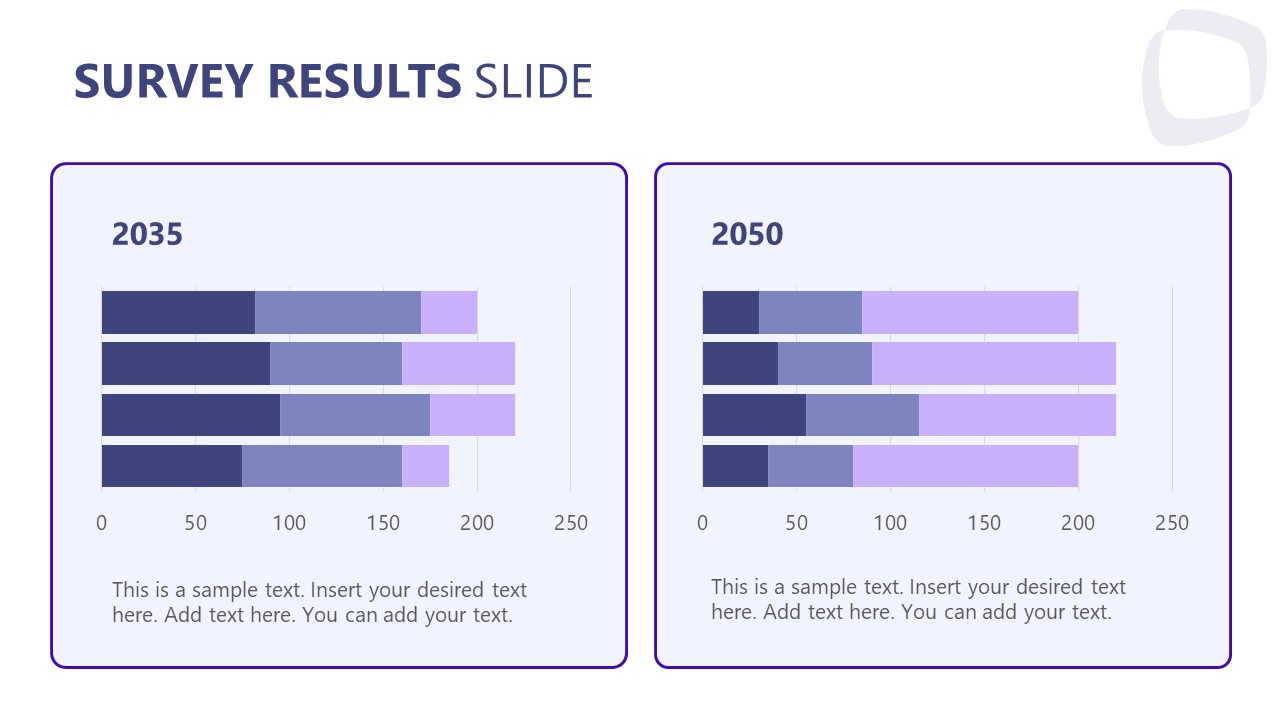 SURVEY RESULTS SLIDE
2035
0 50 100 150 200 250
This is a sample text. Insert your desired text
here. Add text here. You can add your text.
2050
0 50 100 150 200 250
This is a sample text. Insert your desired text
here. Add text here. You can add your text.